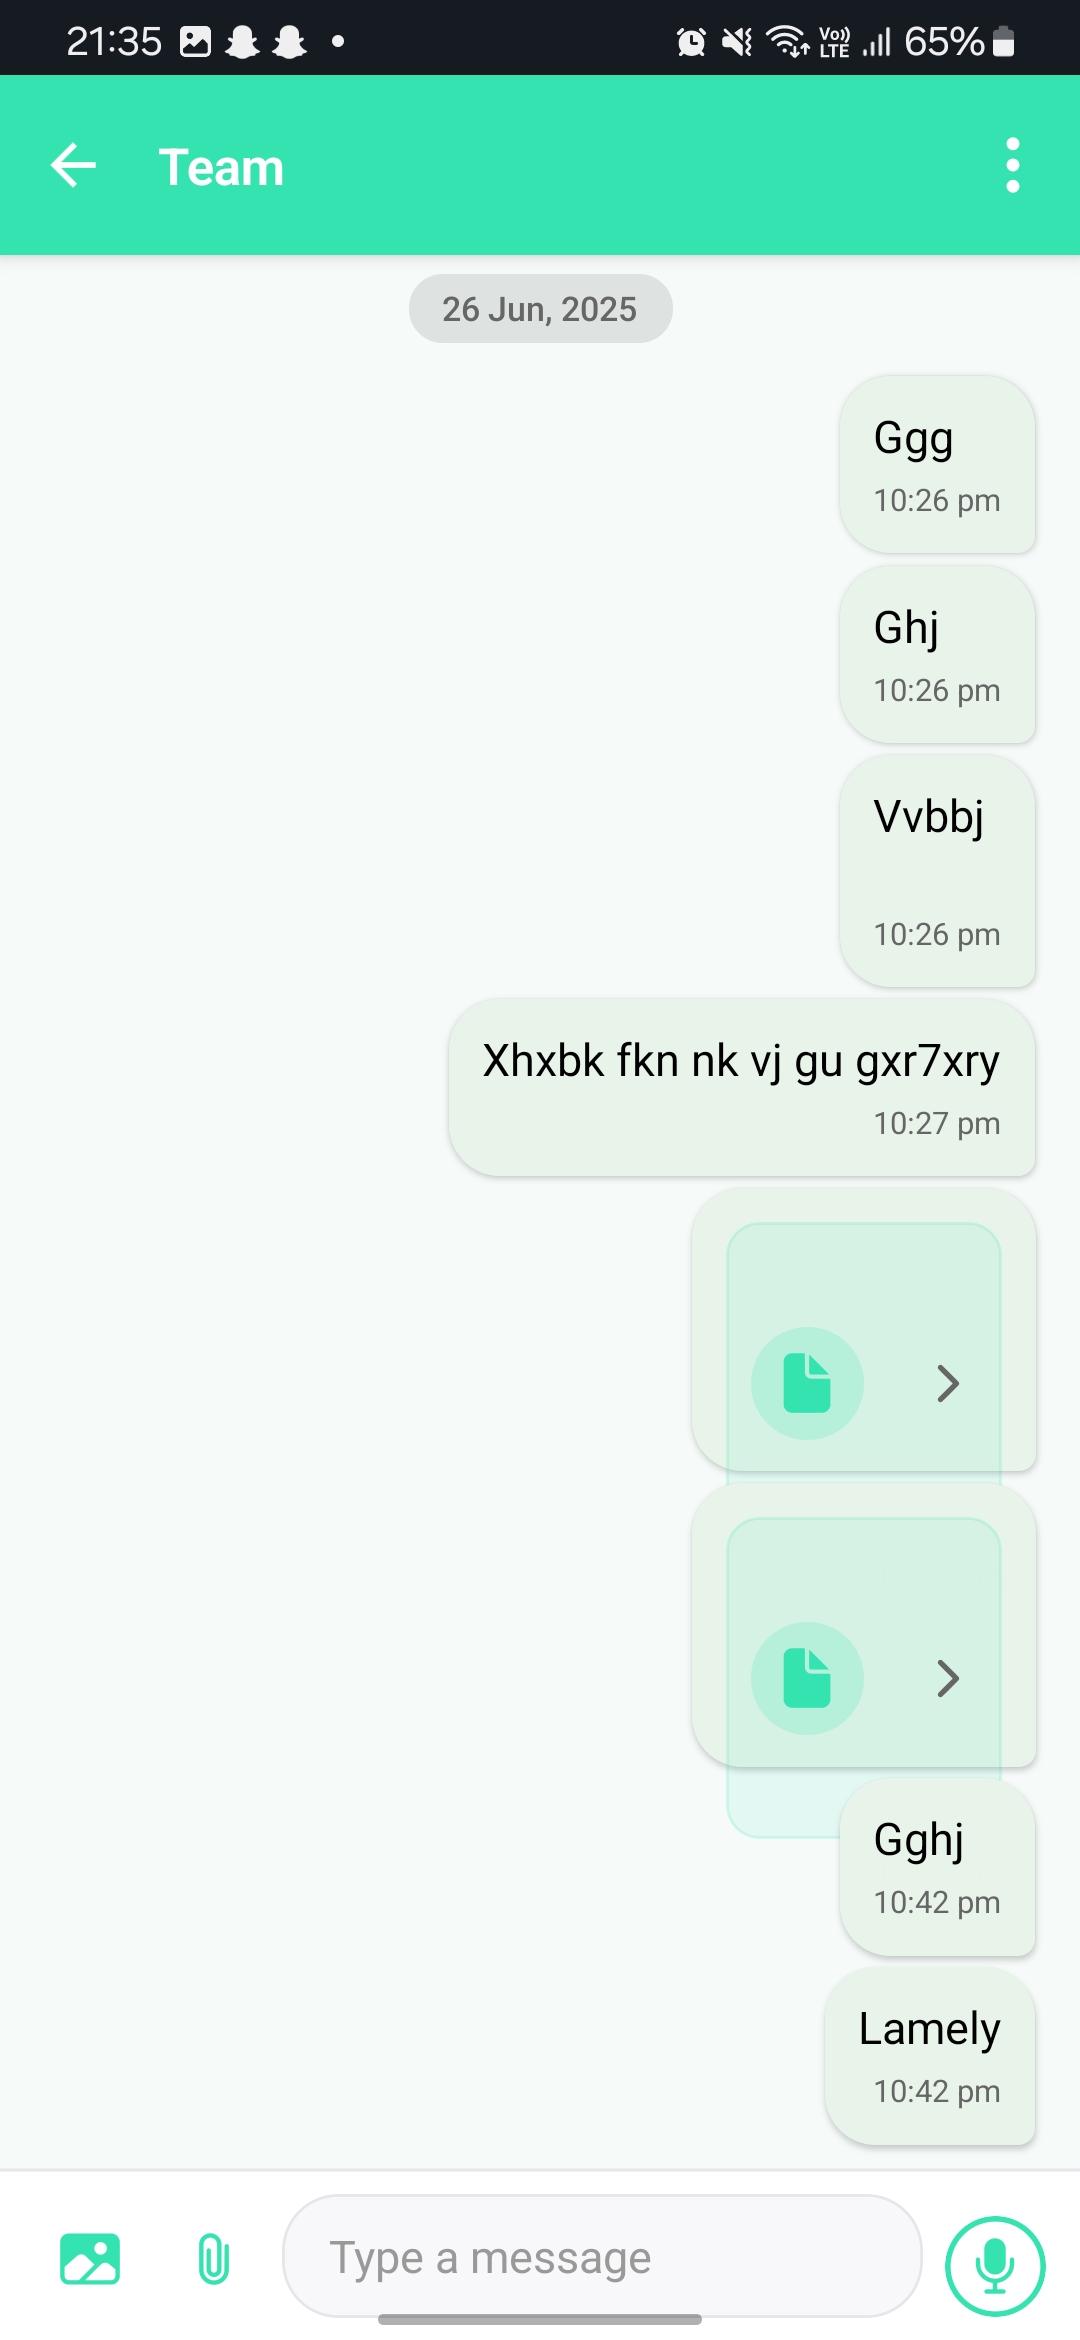 21:35 Vo)) LTE 65%
Team
26 Jun, 2025
Ggg
10:26 pm
Ghj
10:26 pm
Vvbbj
10:26 pm
Xhxbk fkn nk vj gu gxr7xry
10:27 pm
Gghj
10:42 pm
Lamely
10:42 pm
Type a message